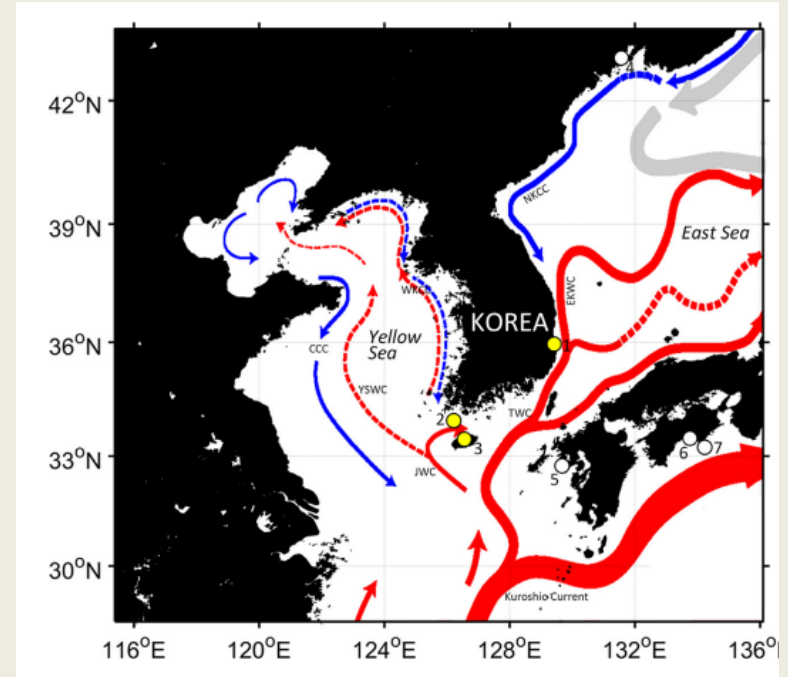 42°N
39°N
36°N
33°N
30°N
116°E
120°E
124°E
128°E
132°E
136°
4
NKCC
East Sea
EKWC
KOREA
1
Yellow
Sea
CCC
YSWC
TWC
2
3
JWC
5
6
7
Kuroshio Current